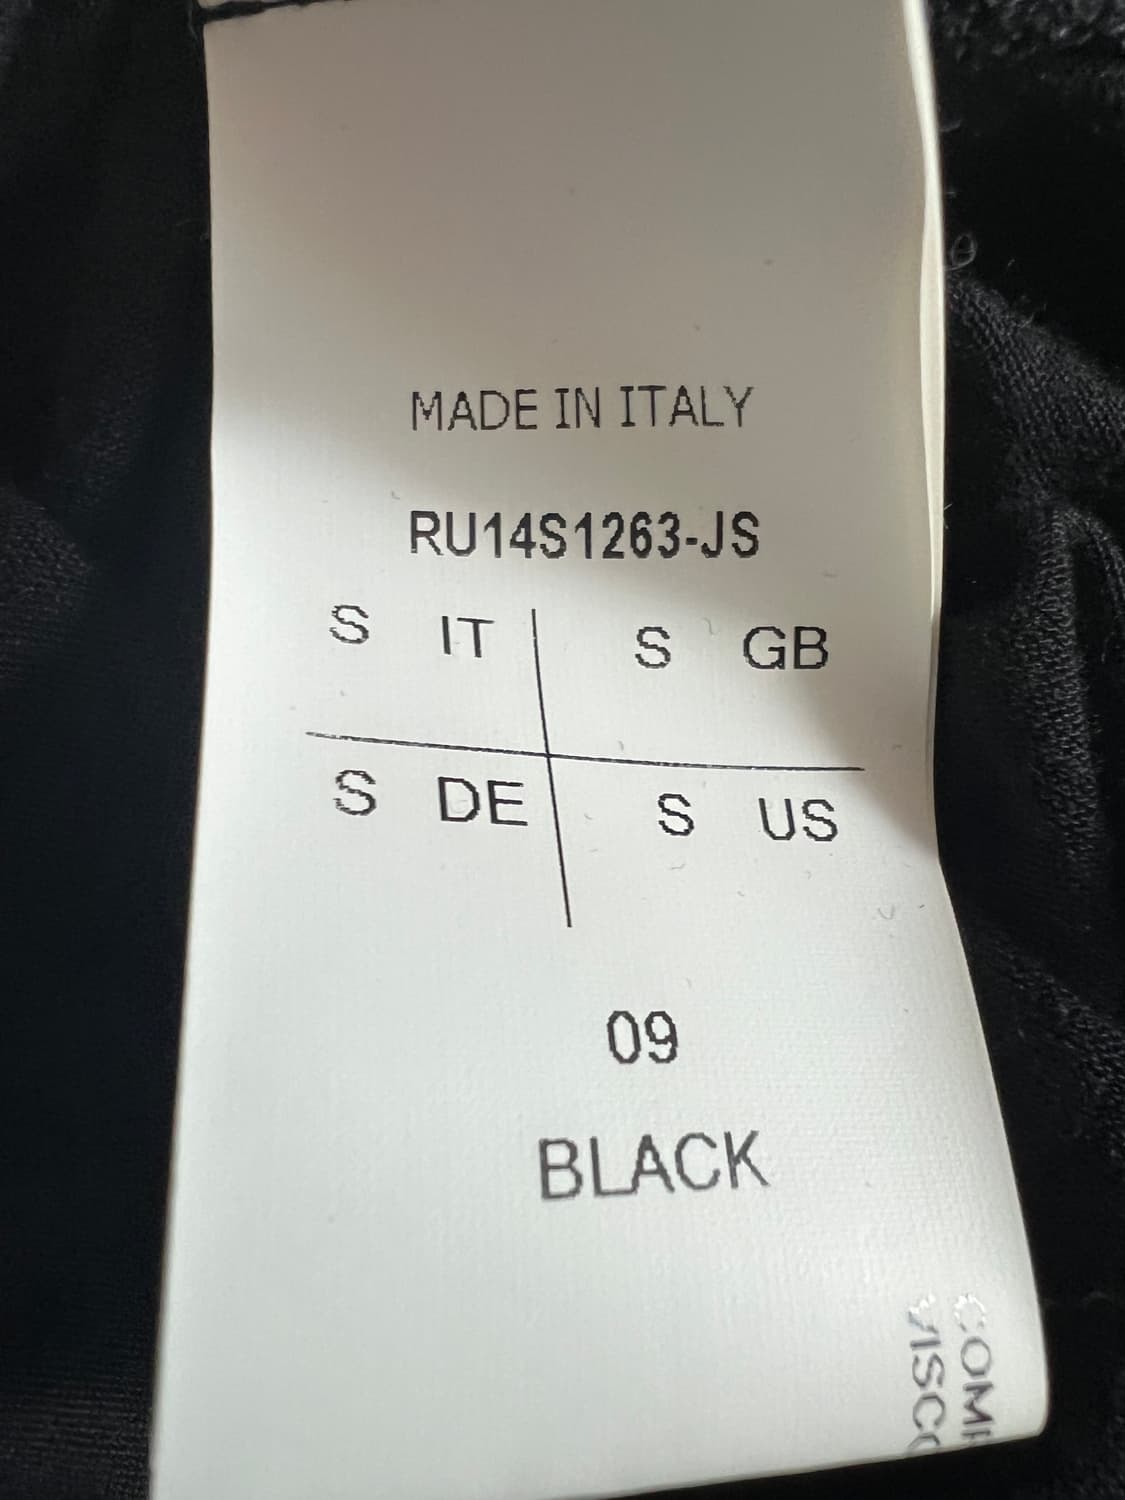 MADE IN ITALY
RU14S1263-JS
S IT S GB
S DE S US
09
BLACK